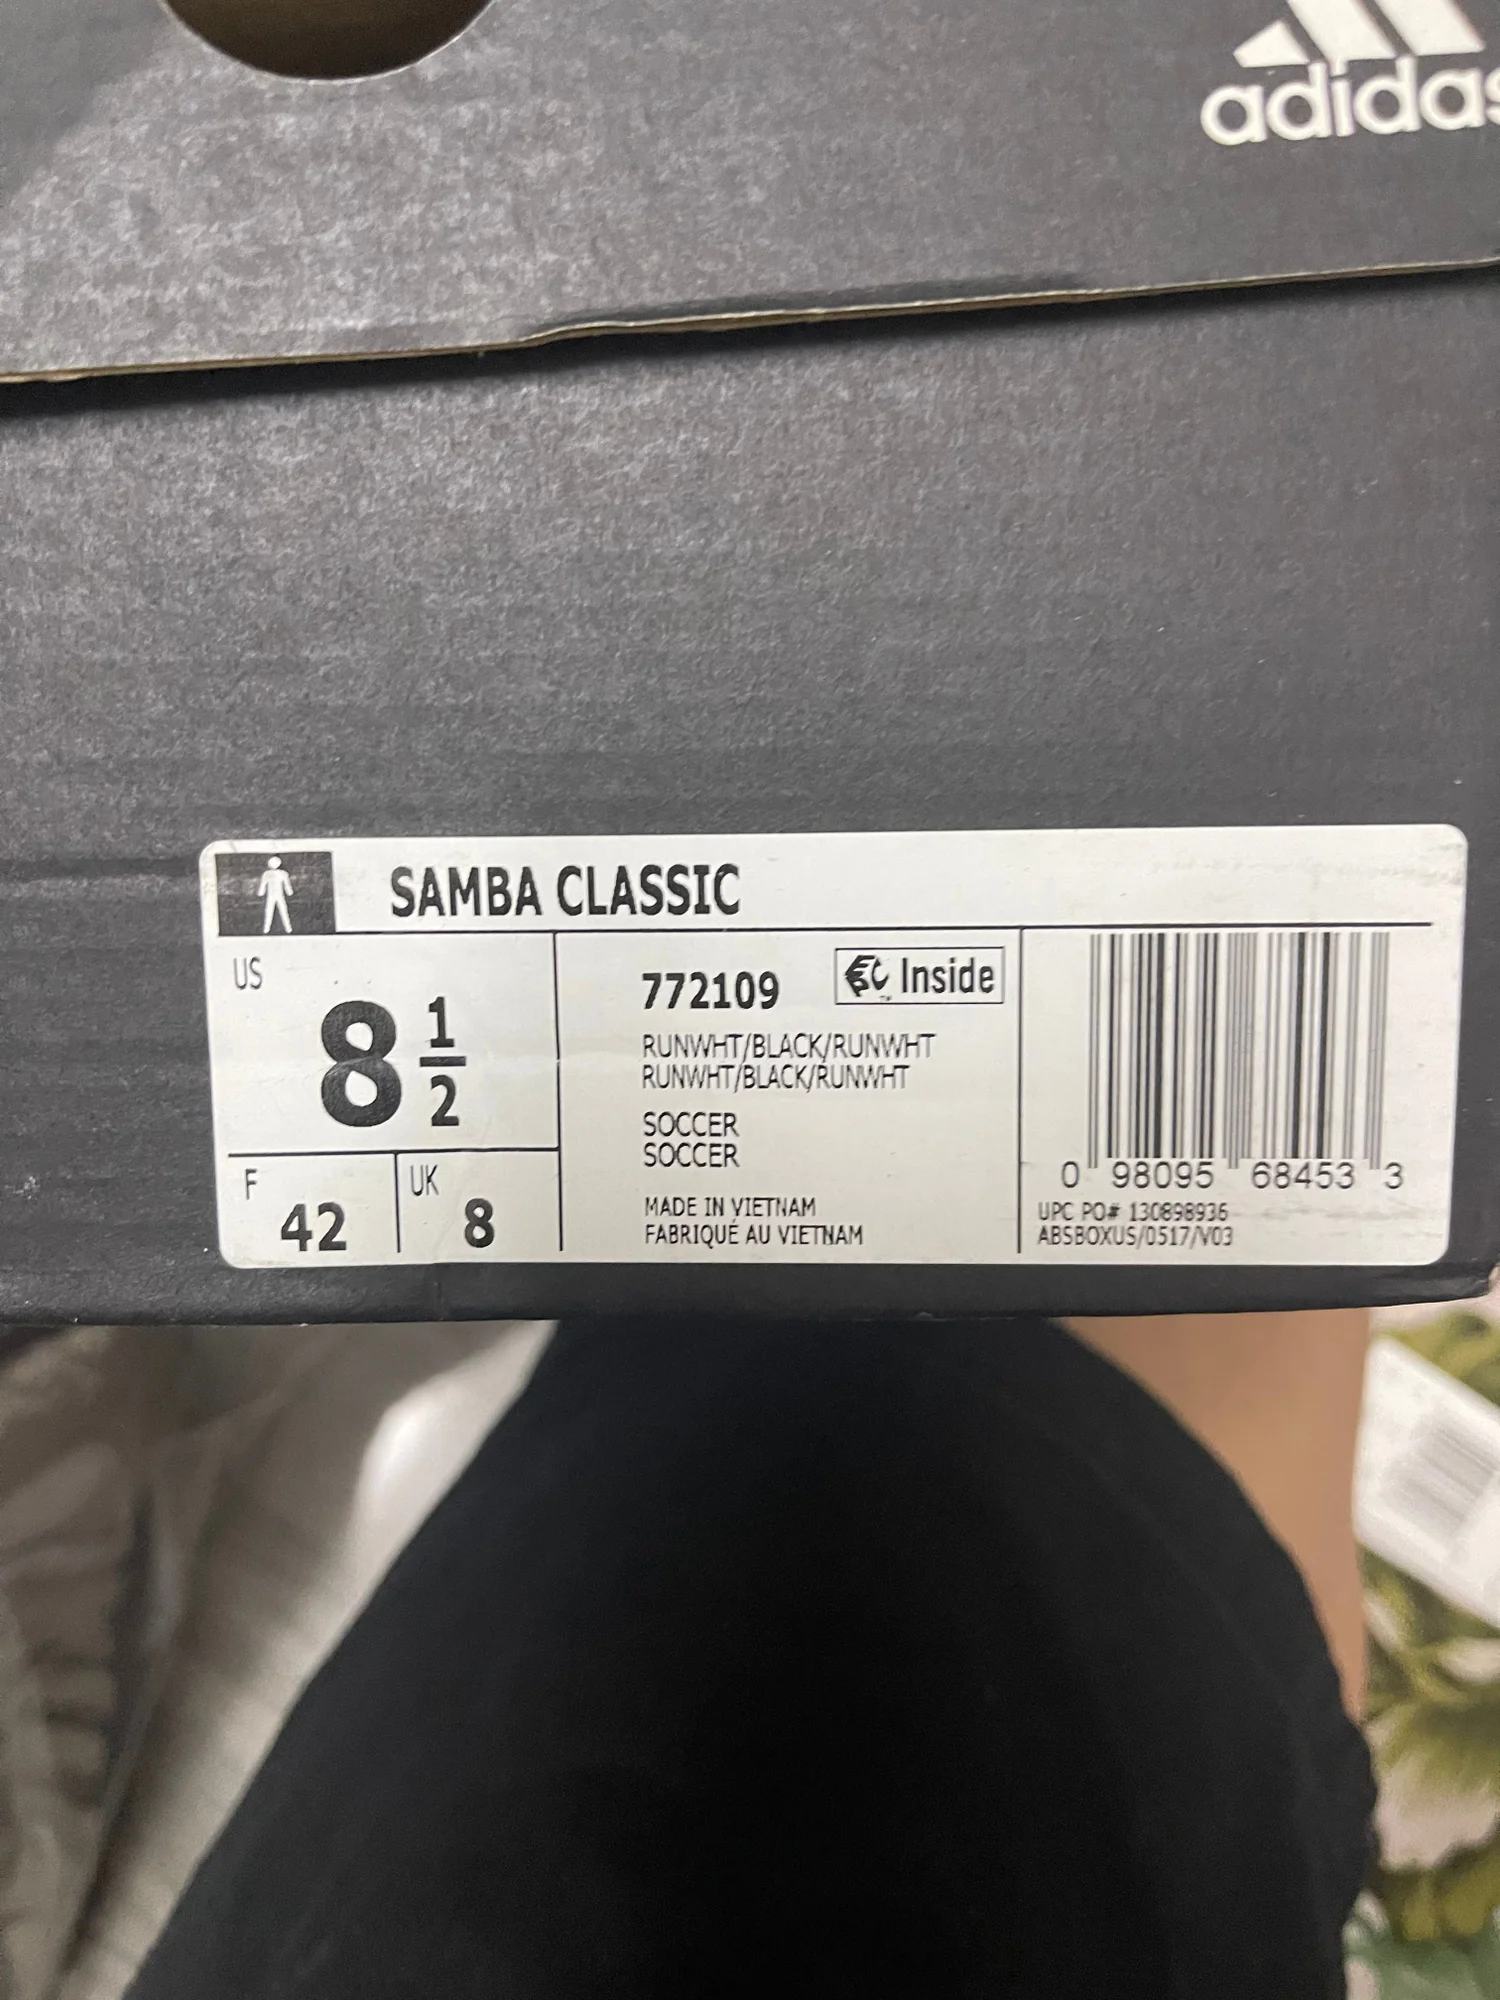 adidas
SAMBA CLASSIC
US
8 1/2
F
42
UK
8
772109
Inside
RUNWHT/BLACK/RUNWHT
RUNWHT/BLACK/RUNWHT
SOCCER
SOCCER
MADE IN VIETNAM
FABRIQUÉ AU VIETNAM
0 98095 68453 3
UPC PO# 130898936
ABSBOXUS/0517/V03